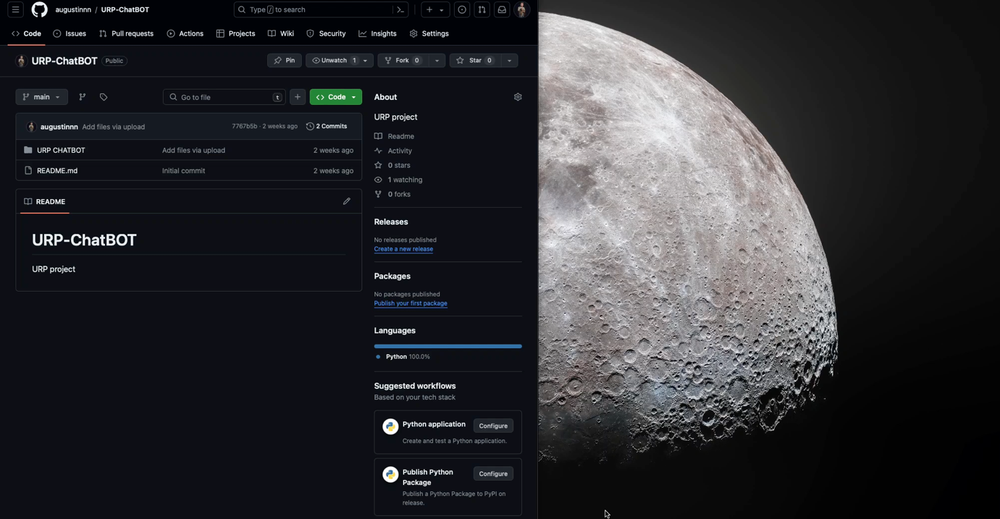 augustinnn / URP-ChatBOT
Type / to search
Code Issues Pull requests Actions Projects Wiki Security Insights Settings
URP-ChatBOT Public
Pin Unwatch 1 Fork 0 Star 0
main
Go to file t
+ Code
augustinnn Add files via upload 7767b5b · 2 weeks ago 2 Commits
URP CHATBOT Add files via upload 2 weeks ago
README.md Initial commit 2 weeks ago
README
URP-ChatBOT
URP project
About
URP project
Readme
Activity
0 stars
1 watching
0 forks
Releases
No releases published
Create a new release
Packages
No packages published
Publish your first package
Languages
Python 100.0%
Suggested workflows
Based on your tech stack
Python application Configure
Create and test a Python application.
Publish Python Configure
Package
Publish a Python Package to PyPI on
release.